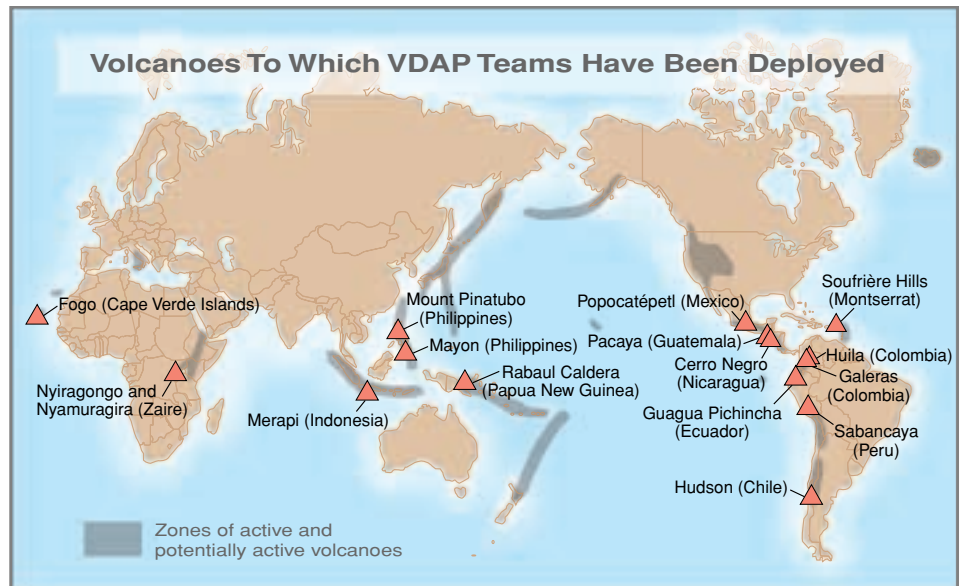 Volcanoes To Which VDAP Teams Have Been Deployed
Fogo (Cape Verde Islands)
Nyiragongo and
Nyamuragira (Zaire)
Mount Pinatubo
(Philippines)
Mayon (Philippines)
Rabaul Caldera
(Papua New Guinea)
Merapi (Indonesia)
Popocatépetl (Mexico)
Soufrière Hills
(Montserrat)
Pacaya (Guatemala)
Cerro Negro
(Nicaragua)
Huila (Colombia)
Galeras
(Colombia)
Guagua Pichincha
(Ecuador)
Sabancaya
(Peru)
Hudson (Chile)
Zones of active and
potentially active volcanoes